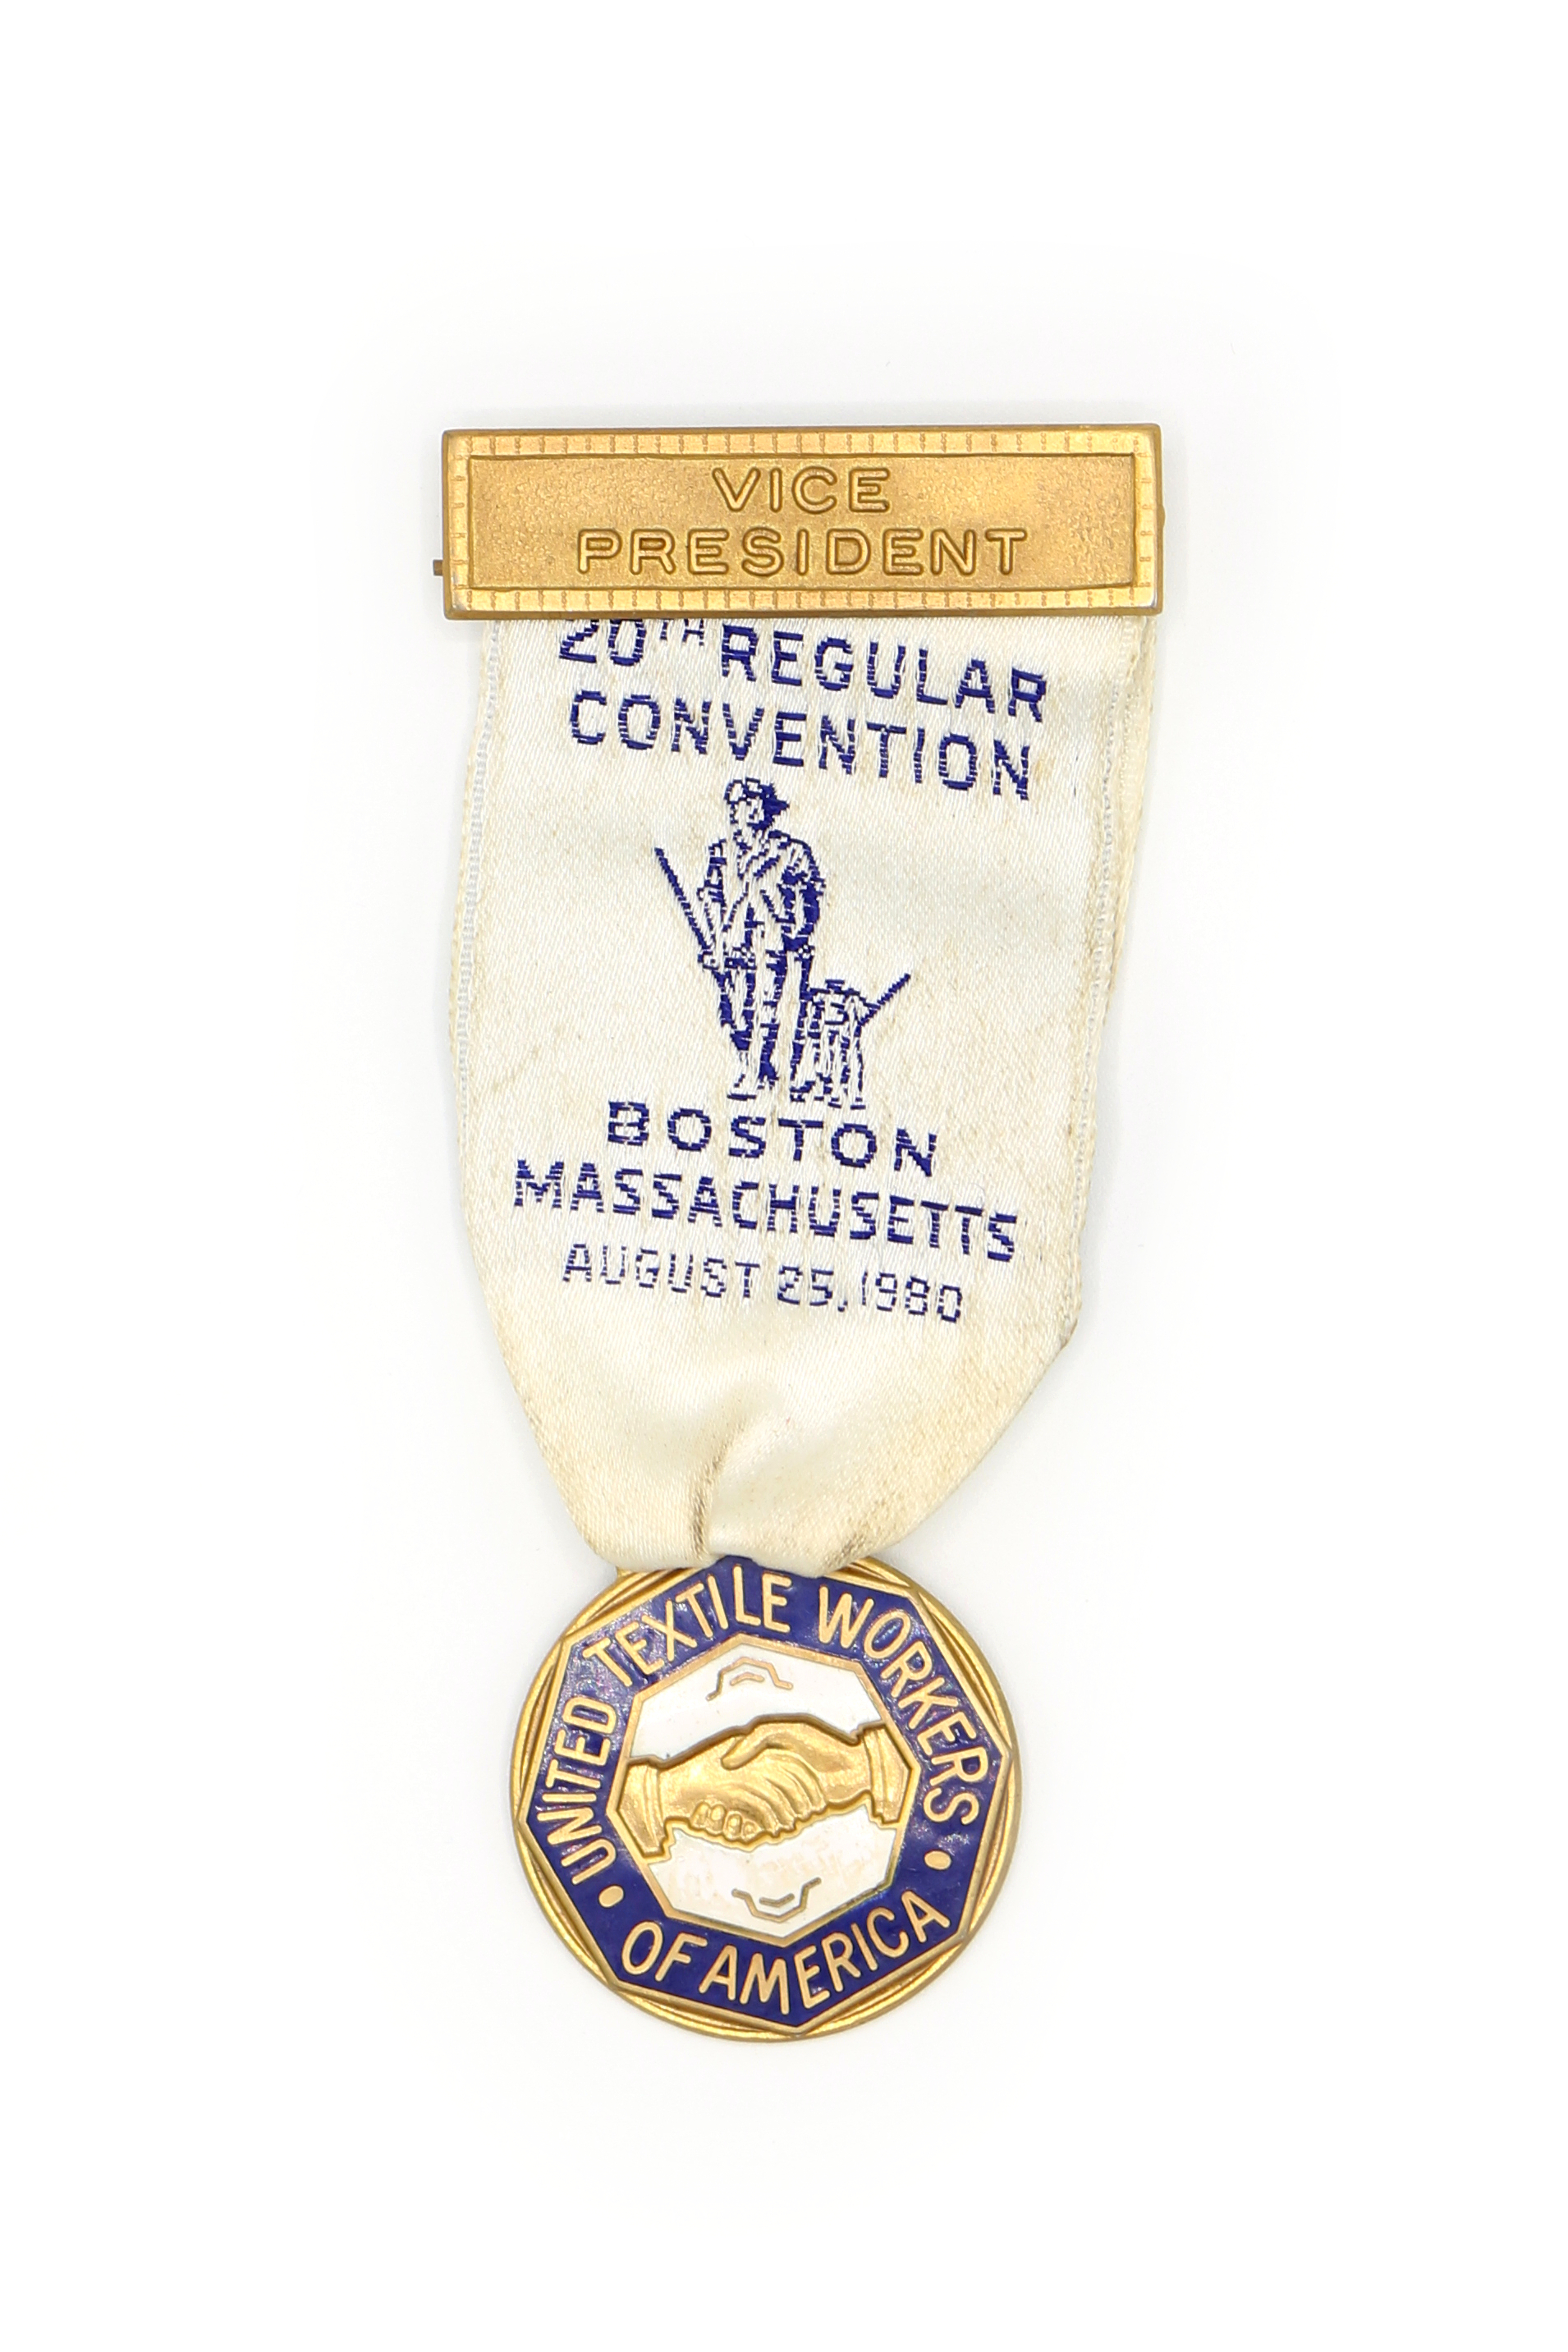 VICE
PRESIDENT
20TH REGULAR
CONVENTION
BOSTON
MASSACHUSETTS
AUGUST 25, 1980
UNITED TEXTILE WORKERS
• OF AMERICA •